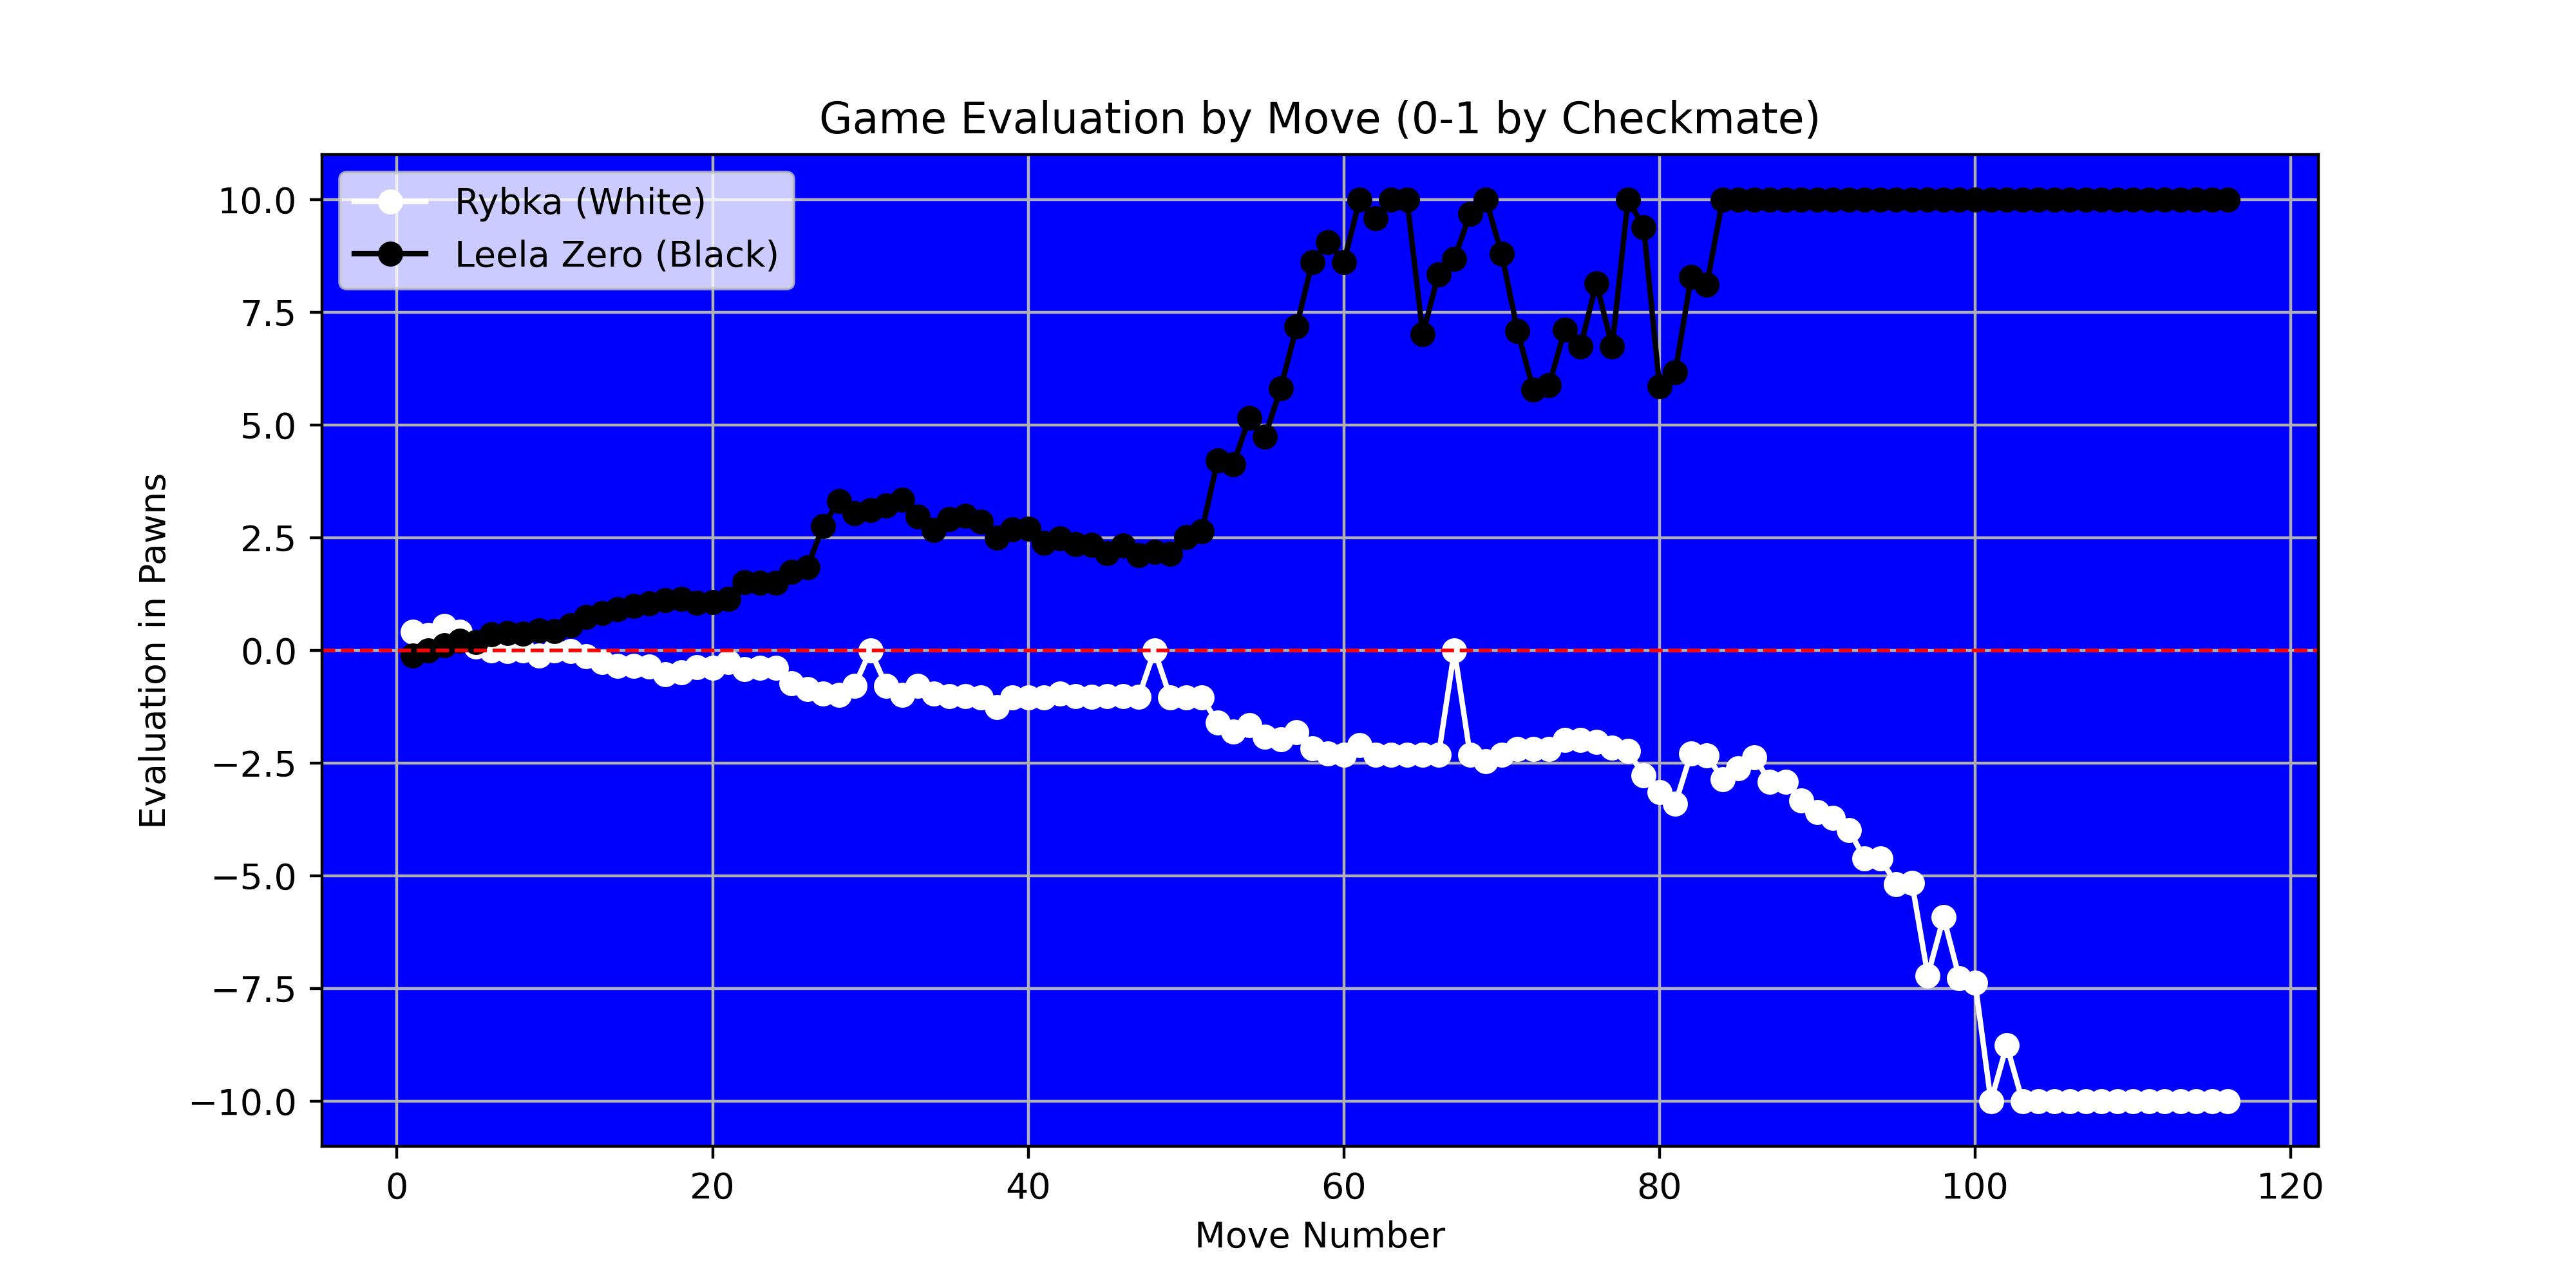 Game Evaluation by Move (0-1 by Checkmate)
Rybka (White)
Leela Zero (Black)
Evaluation in Pawns
10.0
7.5
5.0
2.5
0.0
−2.5
−5.0
−7.5
−10.0
0 20 40 60 80 100 120
Move Number